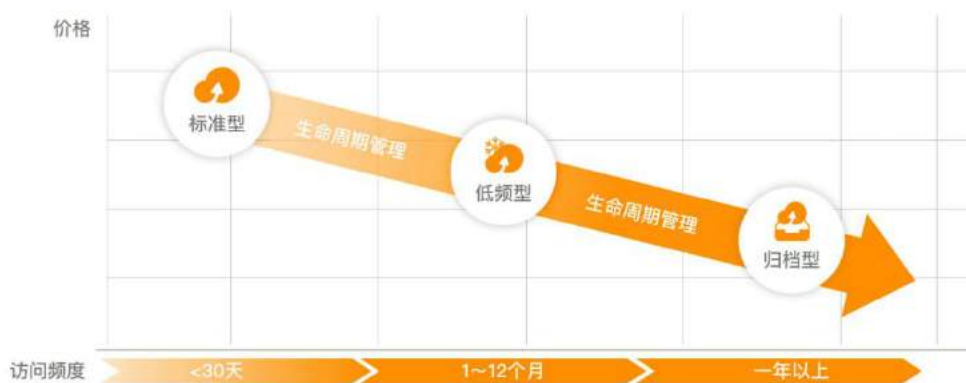 价格
标准型
生命周期管理
低频型
生命周期管理
归档型
访问频度
<30天
1～12个月
一年以上